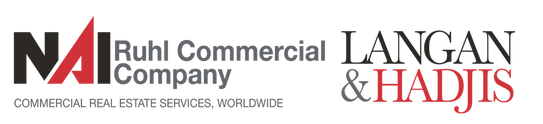 NAI Ruhl Commercial
Company
COMMERCIAL REAL ESTATE SERVICES, WORLDWIDE
LANGAN
&HADJIS